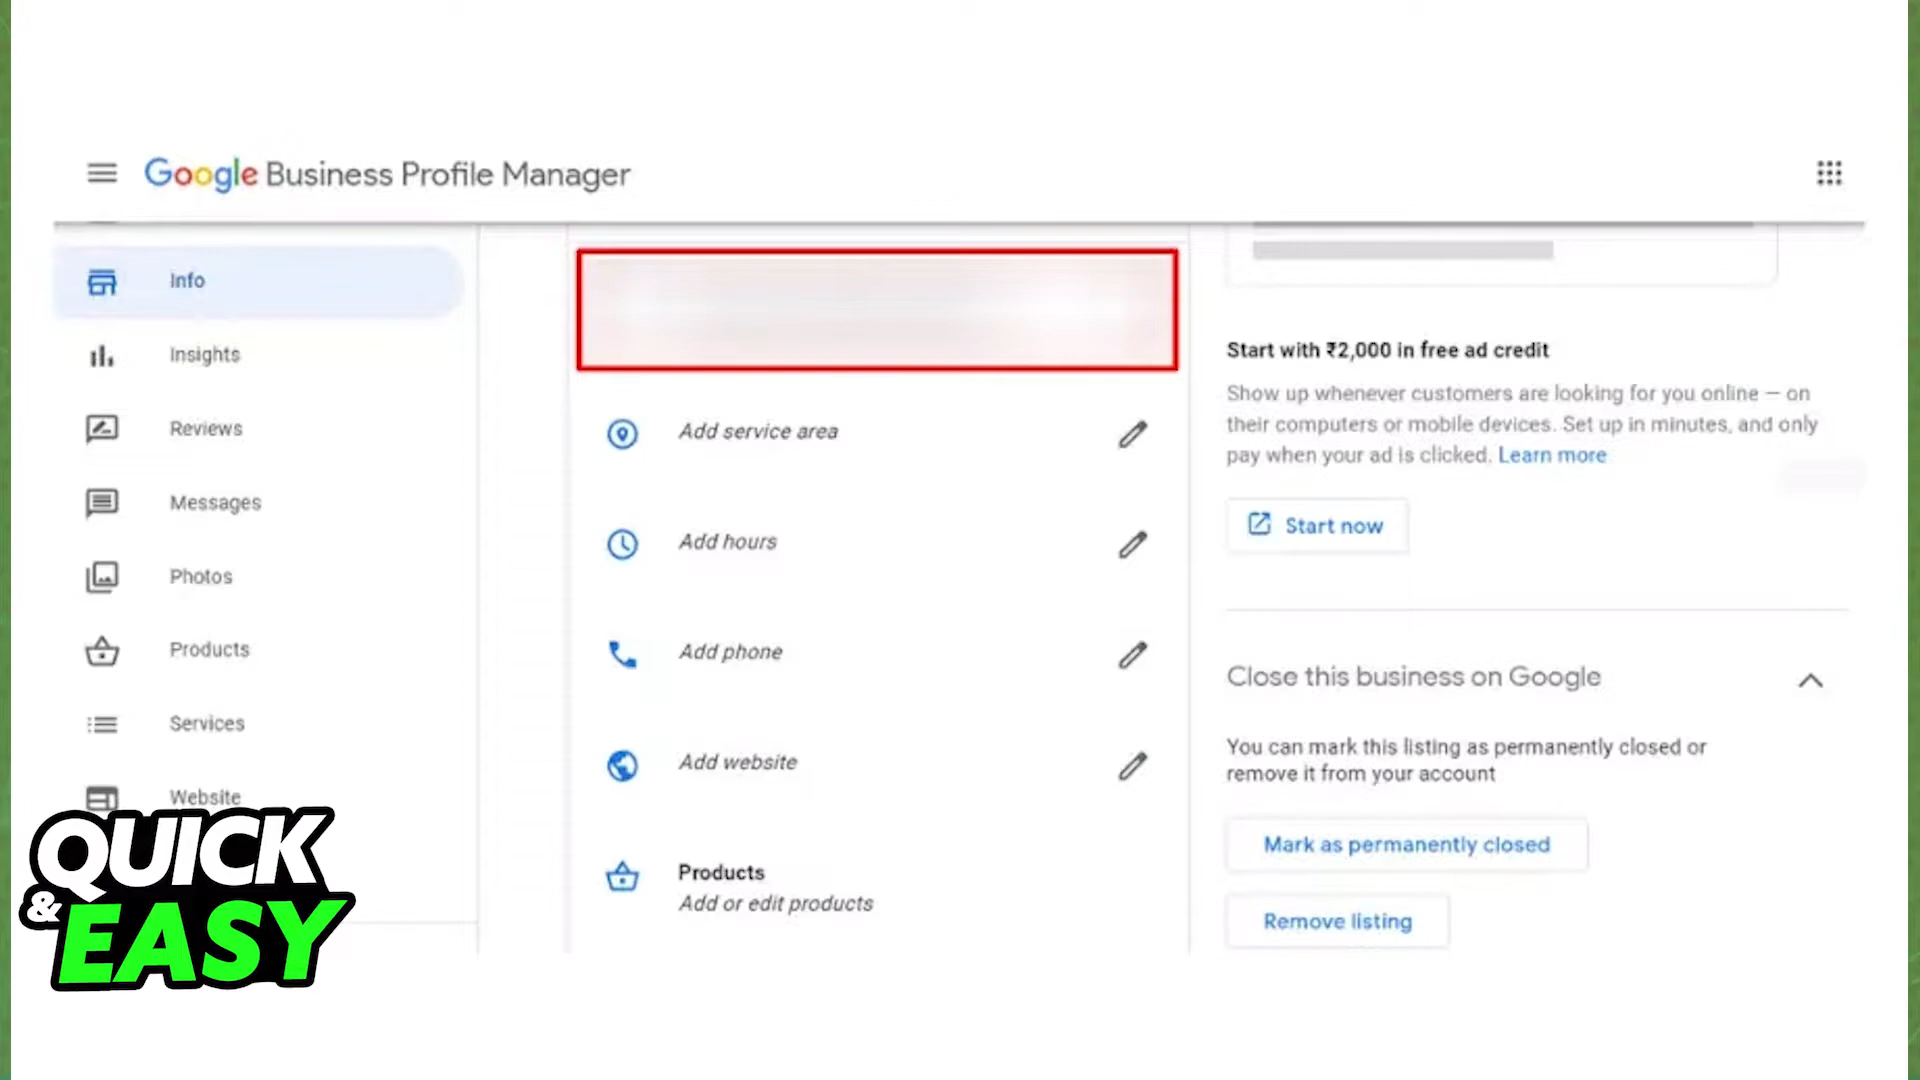 Google Business Profile Manager
Info
Insights
Reviews
Messages
Photos
Products
Services
Website
Add service area
Add hours
Add phone
Add website
Products
Add or edit products
Start with ₹2,000 in free ad credit
Show up whenever customers are looking for you online – on
their computers or mobile devices. Set up in minutes, and only
pay when your ad is clicked. Learn more
Start now
Close this business on Google
You can mark this listing as permanently closed or
remove it from your account
Mark as permanently closed
Remove listing
QUICK
& EASY